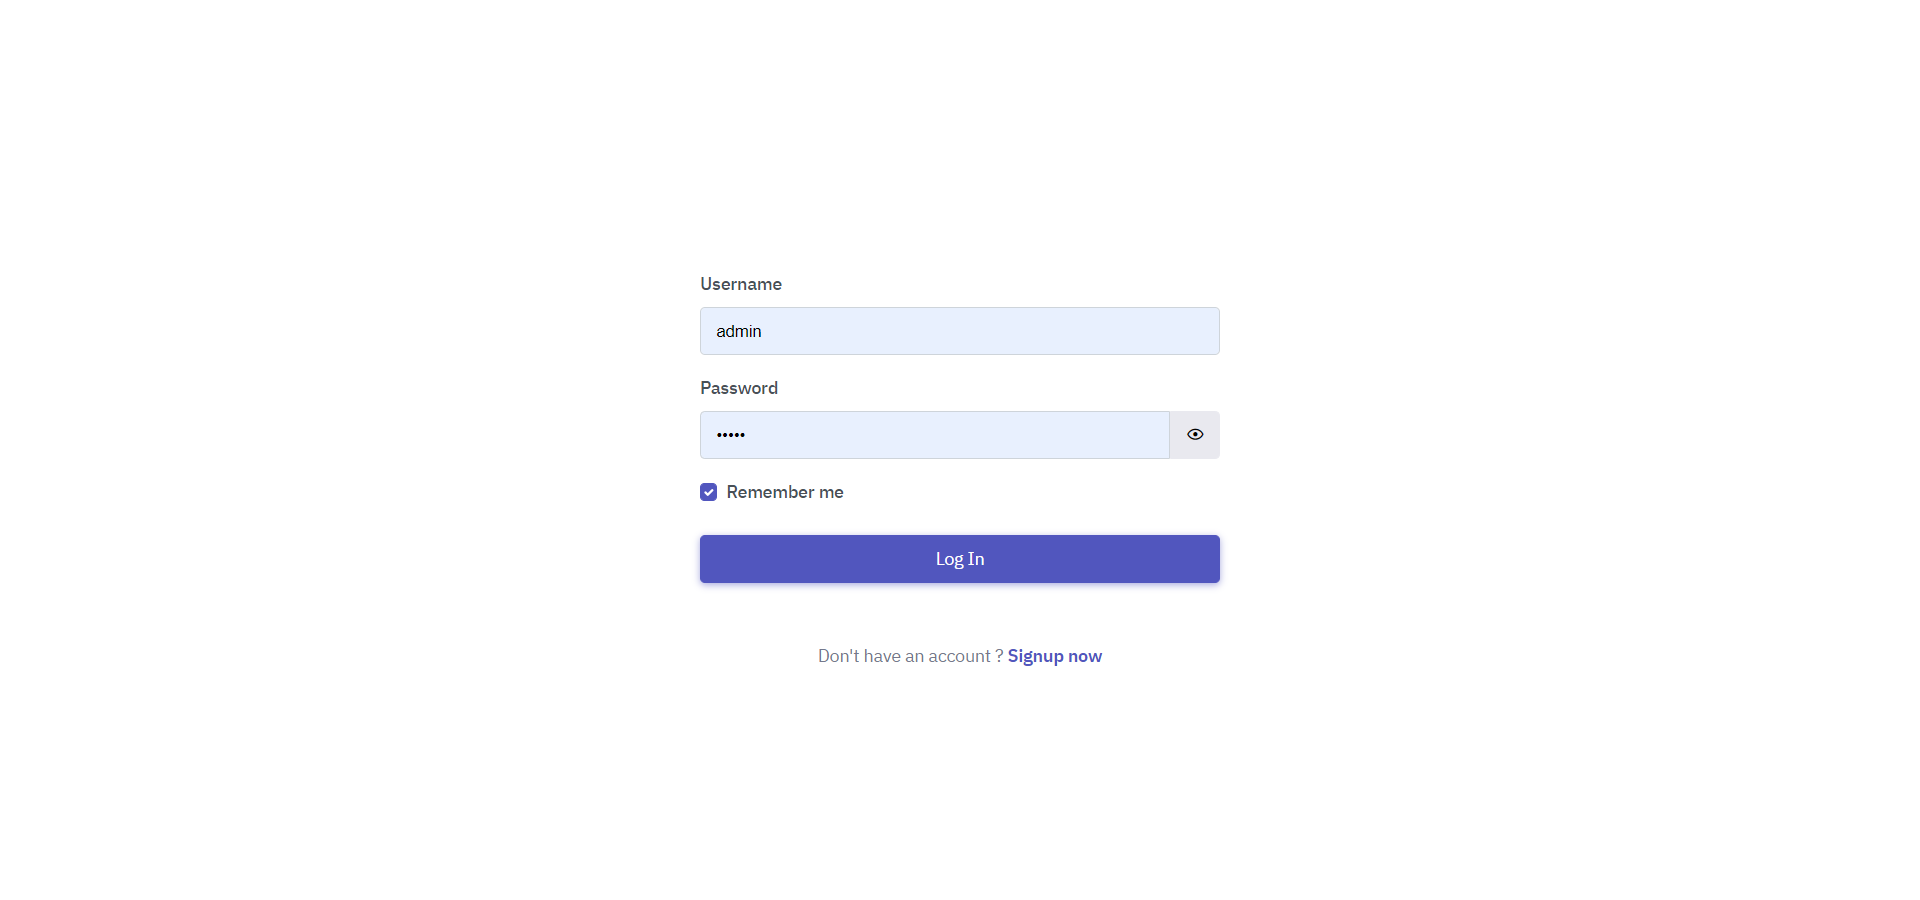 Username
admin
Password
•••••
Remember me
Log In
Don't have an account ? Signup now